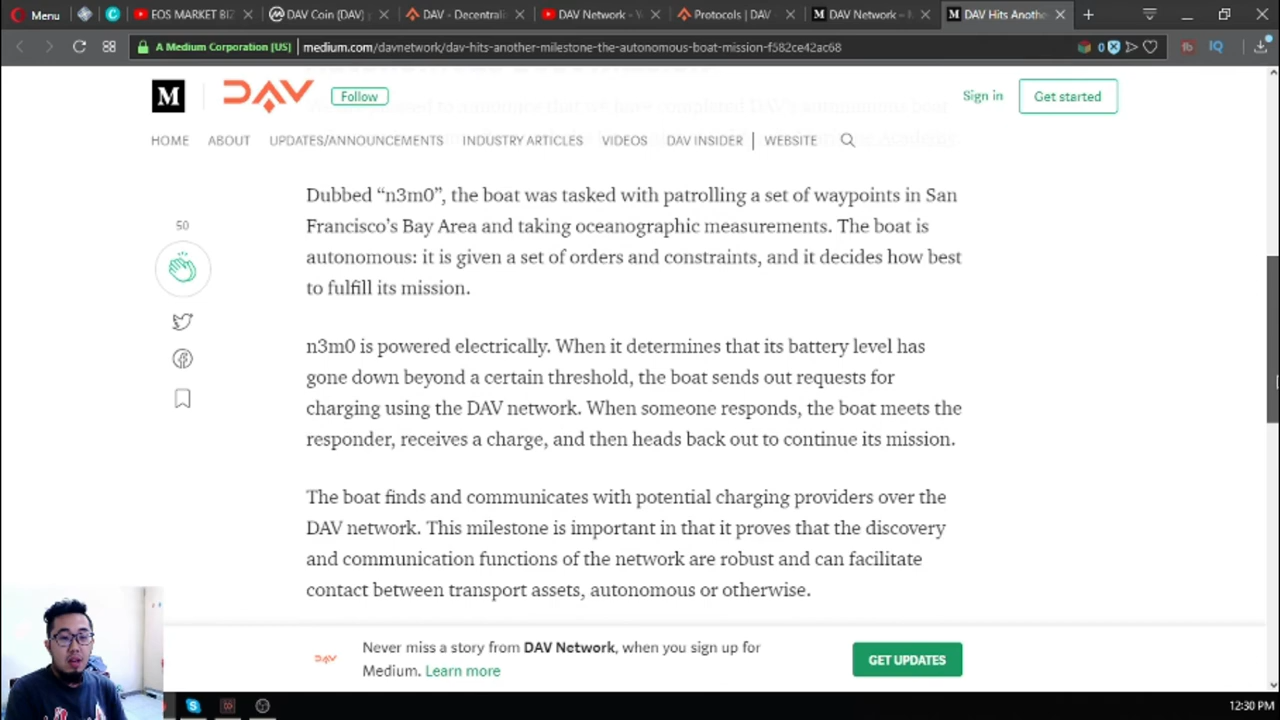 Menu
EOS MARKET BIZ
DAV Coin (DAV)
DAV - Decentrali
DAV Network - Y
Protocols | DAV
DAV Network –
DAV Hits Anothe
A Medium Corporation [US]
medium.com/davnetwork/dav-hits-another-milestone-the-autonomous-boat-mission-f582ce42ac68
0
IQ
M
DAV
Follow
Sign in
Get started
HOME
ABOUT
UPDATES/ANNOUNCEMENTS
INDUSTRY ARTICLES
VIDEOS
DAV INSIDER
WEBSITE
Dubbed “n3m0”, the boat was tasked with patrolling a set of waypoints in San
Francisco’s Bay Area and taking oceanographic measurements. The boat is
autonomous: it is given a set of orders and constraints, and it decides how best
to fulfill its mission.
50
n3m0 is powered electrically. When it determines that its battery level has
gone down beyond a certain threshold, the boat sends out requests for
charging using the DAV network. When someone responds, the boat meets the
responder, receives a charge, and then heads back out to continue its mission.
The boat finds and communicates with potential charging providers over the
DAV network. This milestone is important in that it proves that the discovery
and communication functions of the network are robust and can facilitate
contact between transport assets, autonomous or otherwise.
DAV
Never miss a story from DAV Network, when you sign up for
Medium. Learn more
GET UPDATES
12:30 PM